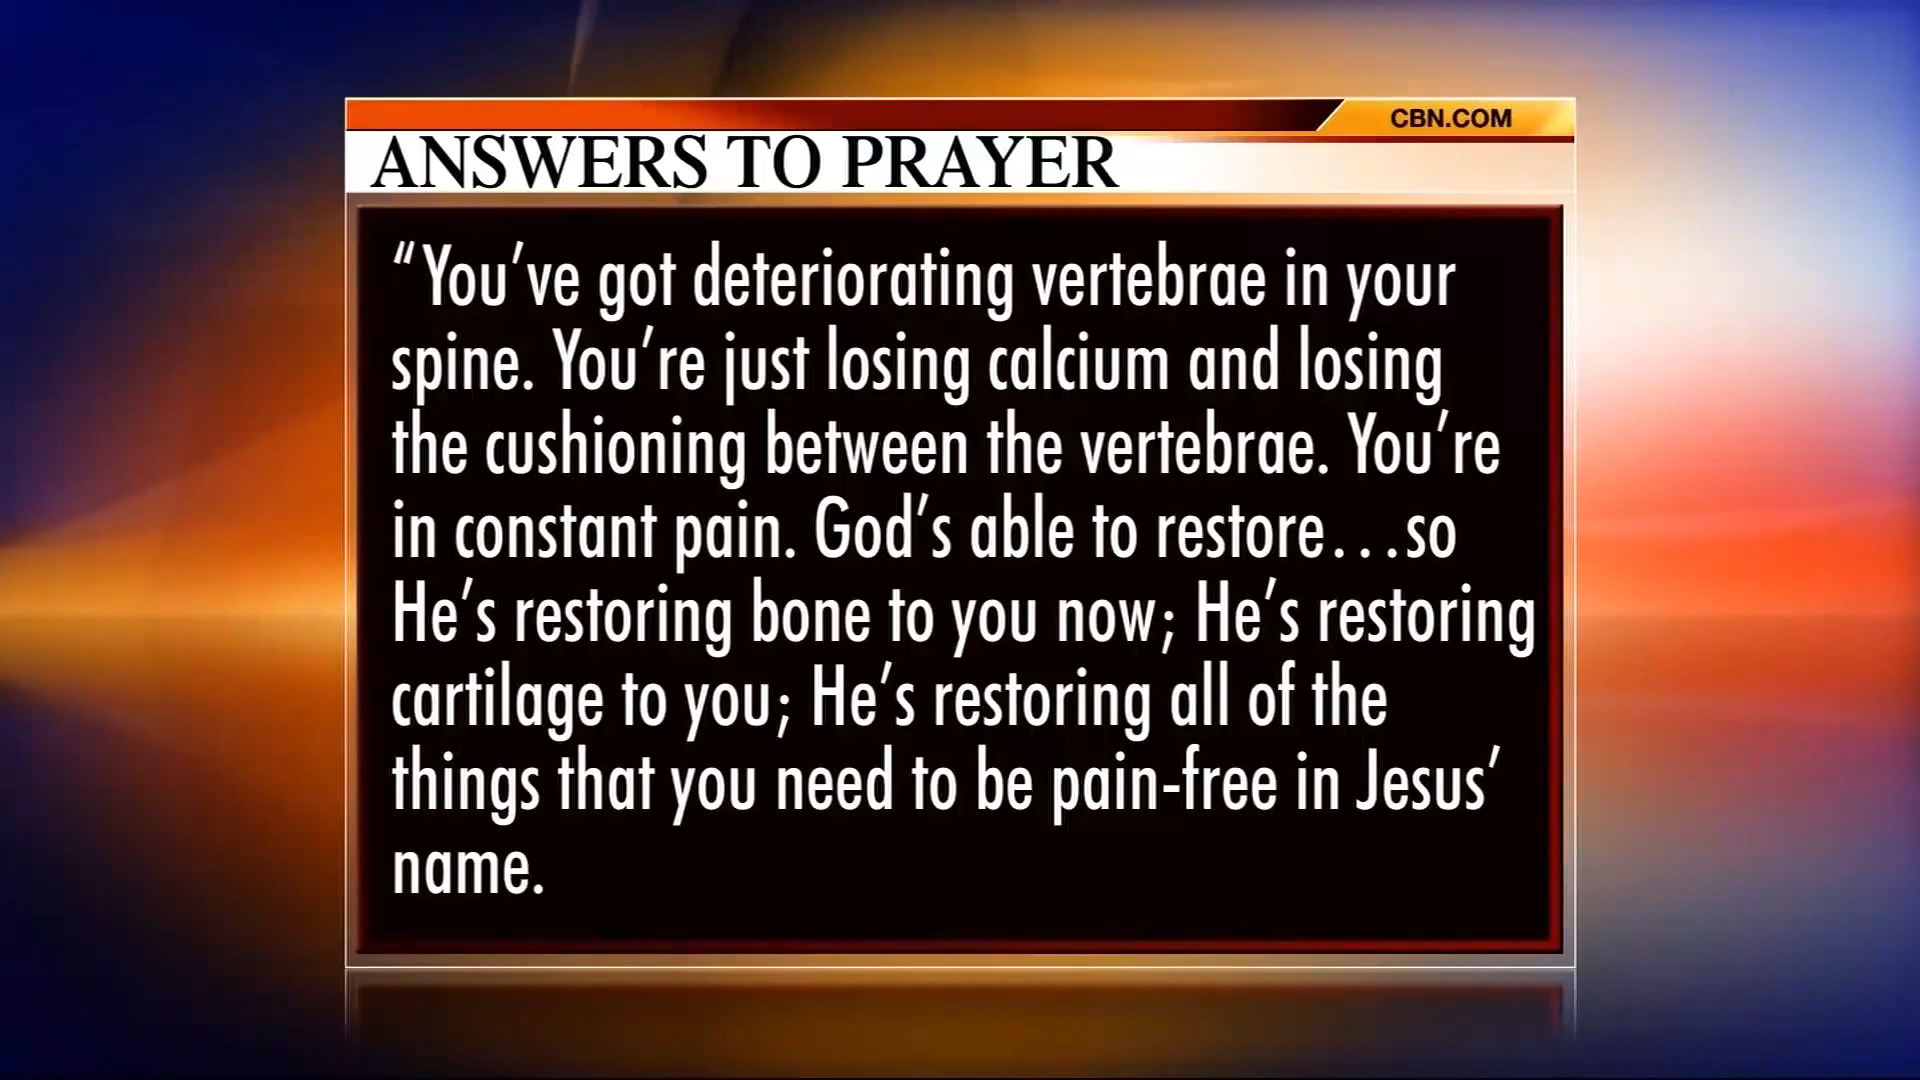 CBN.COM
ANSWERS TO PRAYER
“You’ve got deteriorating vertebrae in your
spine. You’re just losing calcium and losing
the cushioning between the vertebrae. You’re
in constant pain. God’s able to restore...so
He’s restoring bone to you now; He’s restoring
cartilage to you; He’s restoring all of the
things that you need to be pain-free in Jesus’
name.